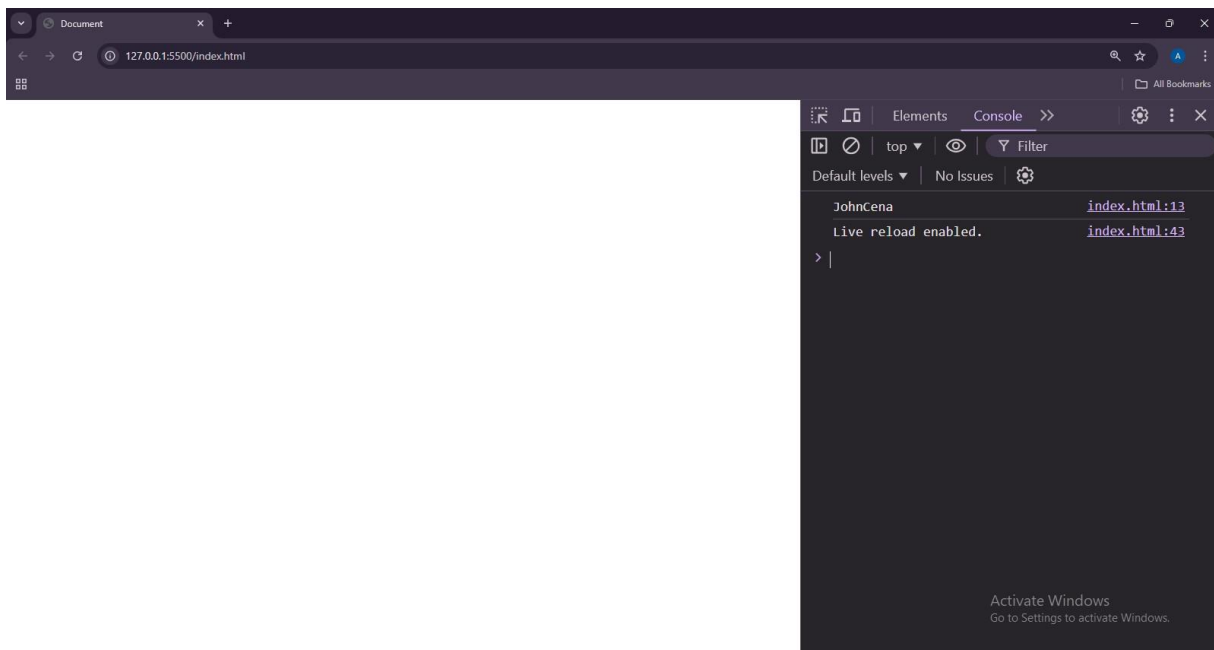 Document
127.0.0.1:5500/index.html
A
All Bookmarks
Elements Console
top Filter
Default levels No Issues
JohnCena index.html:13
Live reload enabled. index.html:43
>
Activate Windows
Go to Settings to activate Windows.